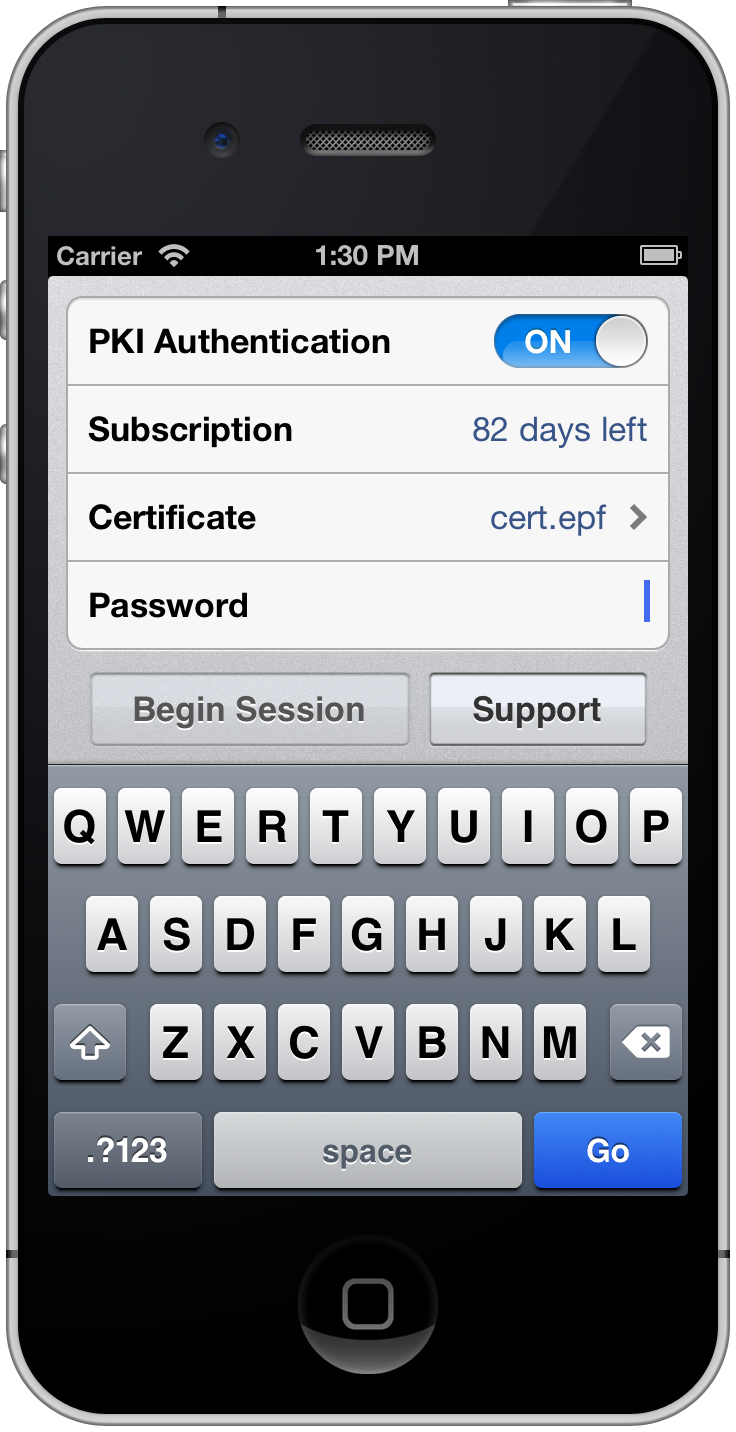 Carrier 1:30 PM
PKI Authentication ON
Subscription 82 days left
Certificate cert.epf
Password
Begin Session Support
Q W E R T Y U I O P
A S D F G H J K L
Z X C V B N M
.?123 space Go